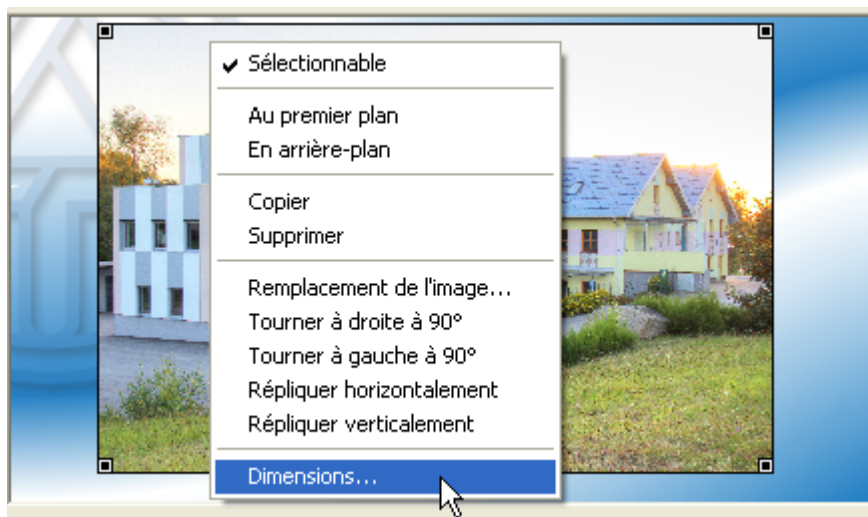 Sélectionnable
Au premier plan
En arrière-plan
Copier
Supprimer
Remplacement de l'image...
Tourner à droite à 90°
Tourner à gauche à 90°
Répliquer horizontalement
Répliquer verticalement
Dimensions...